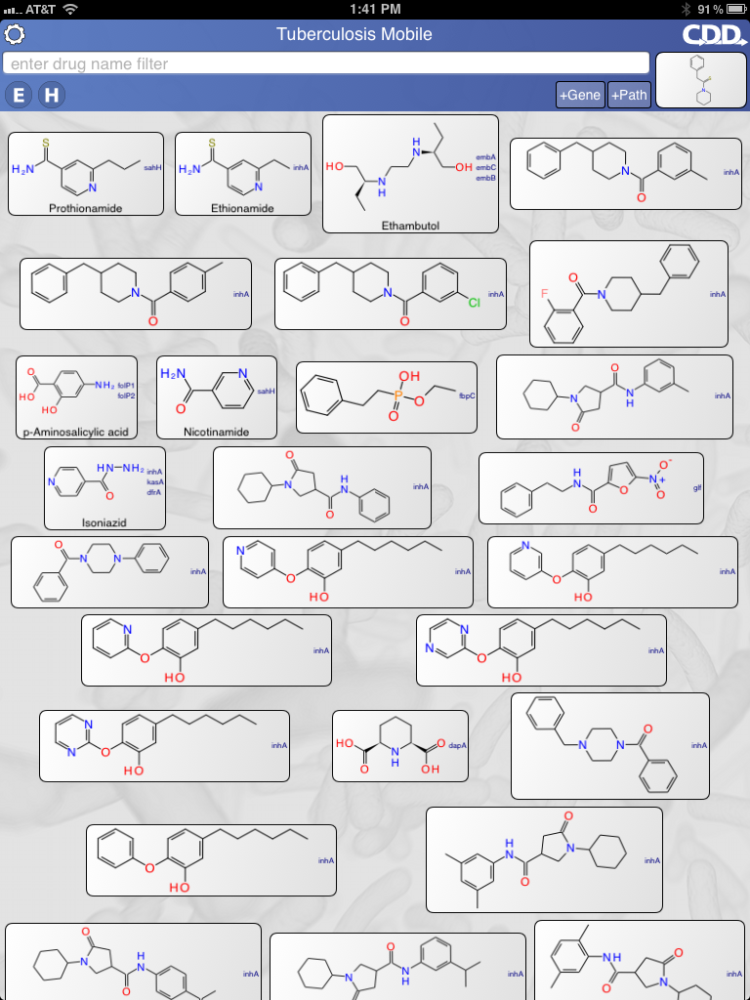 AT&T 1:41 PM 91 %
Tuberculosis Mobile CDD
enter drug name filter
E H +Gene +Path
S H₂N N sahH
Prothionamide
S H₂N N inhA
Ethionamide
HO H N N H OH embA
embC
embB
Ethambutol
N O inhA
N O inhA
N O Cl inhA
F O N inhA
O HO HO NH₂ folP1
folP2
p-Aminosalicylic acid
H₂N O N sahH
Nicotinamide
OH P O O fbpC
N O O N H inhA
N HN-NH₂ O inhA
kasA
dfrA
Isoniazid
O N H N O inhA
H N O O N+ O- O glf
O N N inhA
N O HO inhA
N O HO inhA
N O HO inhA
N N O HO inhA
N N O HO inhA
HO O N H O OH dapA
N N O inhA
O HO inhA
H N O O N inhA
O N H N O inhA
N O O N H inhA
NH O O N inhA